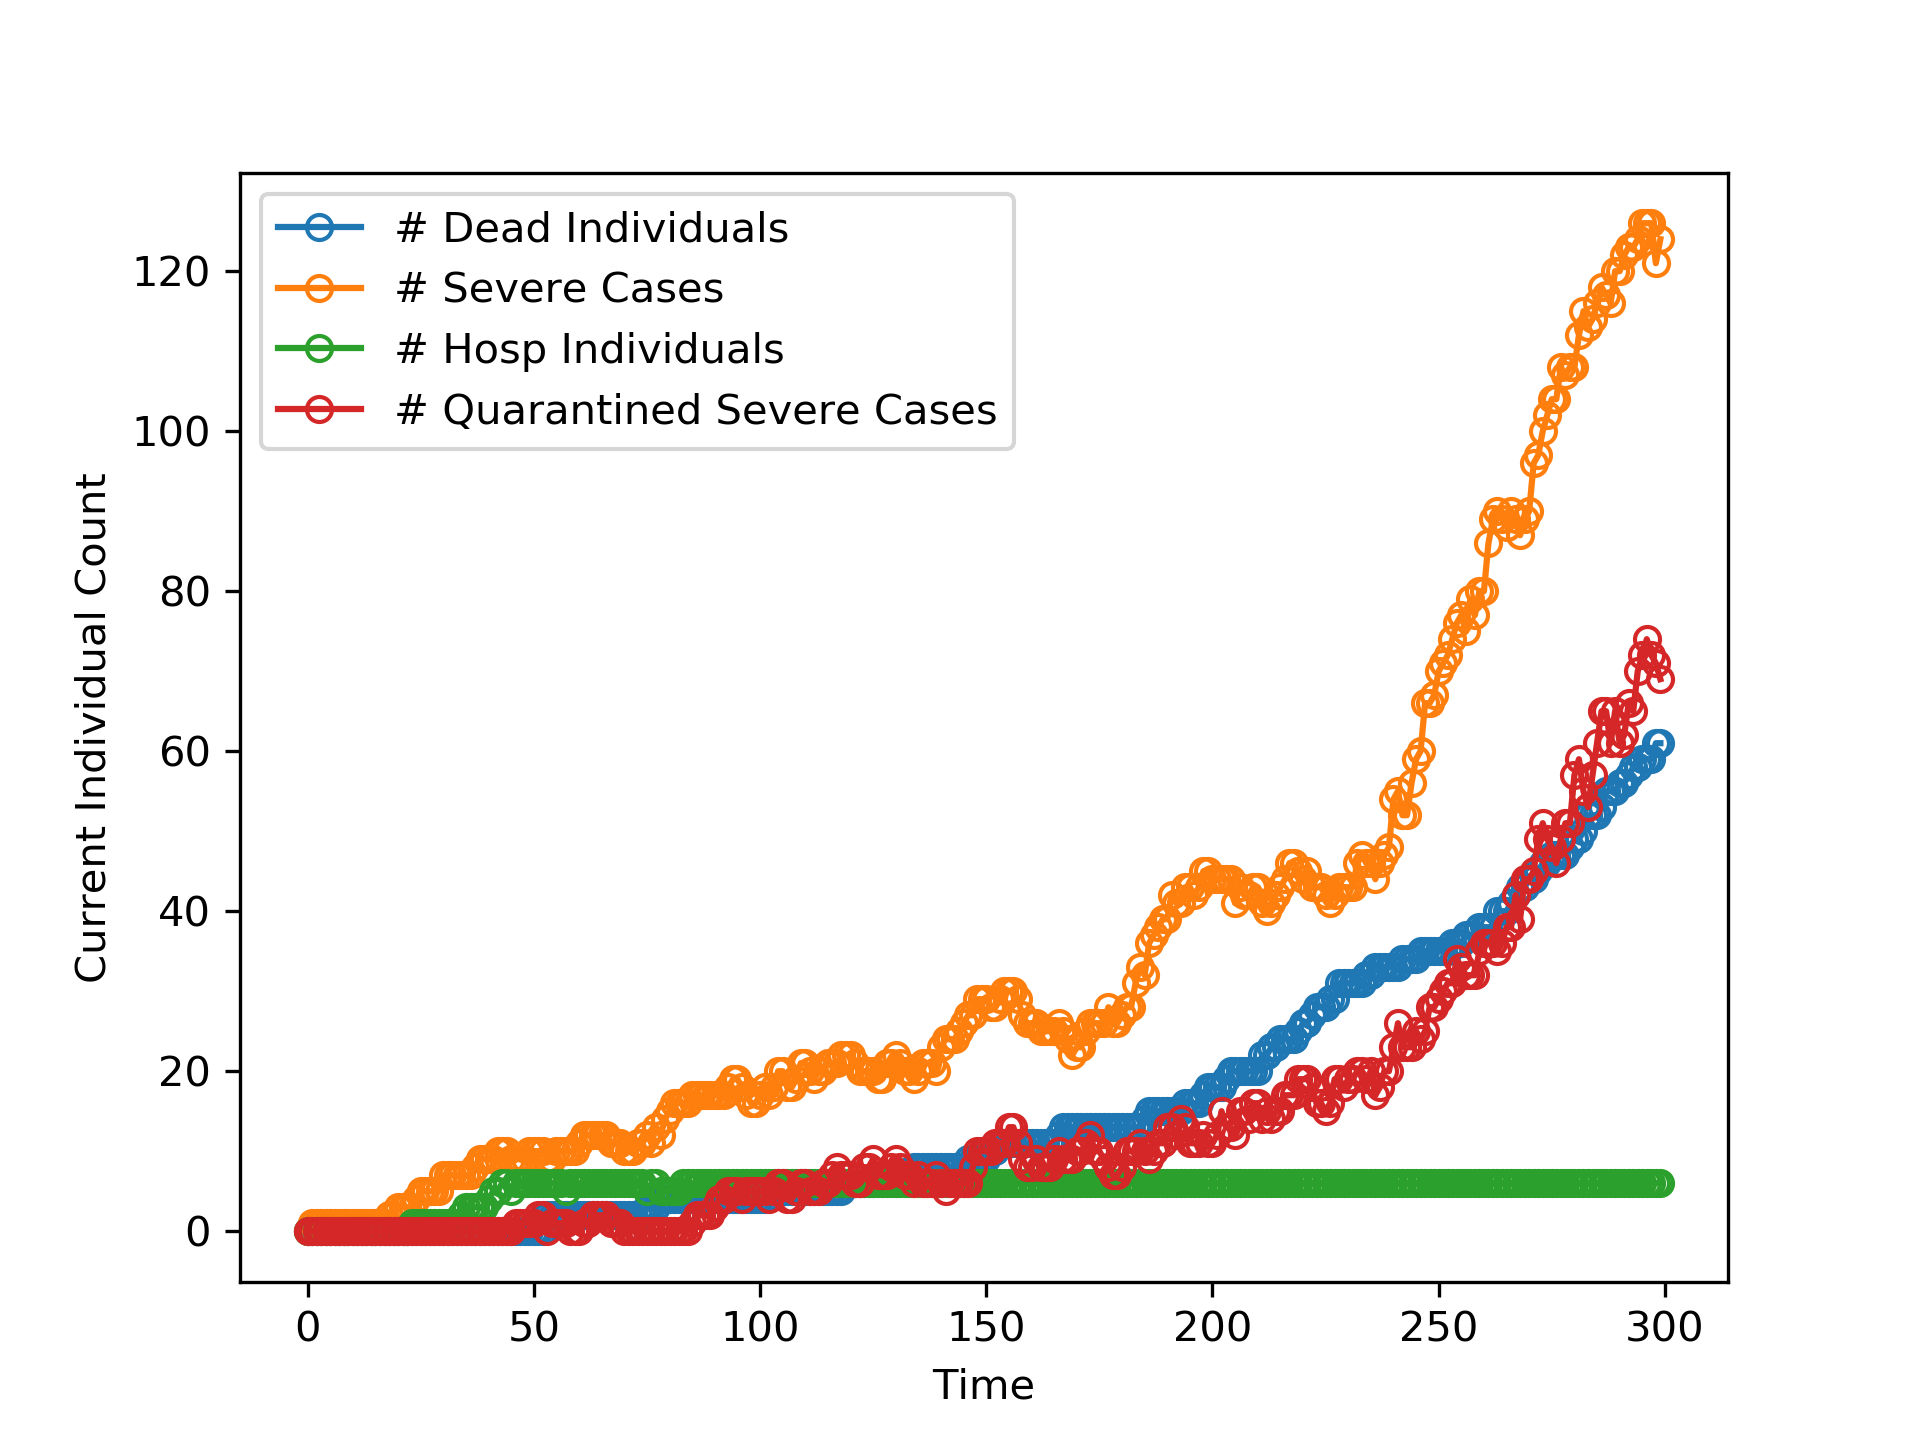 # Dead Individuals
# Severe Cases
# Hosp Individuals
# Quarantined Severe Cases
120
100
80
60
40
20
0
Current Individual Count
0 50 100 150 200 250 300
Time